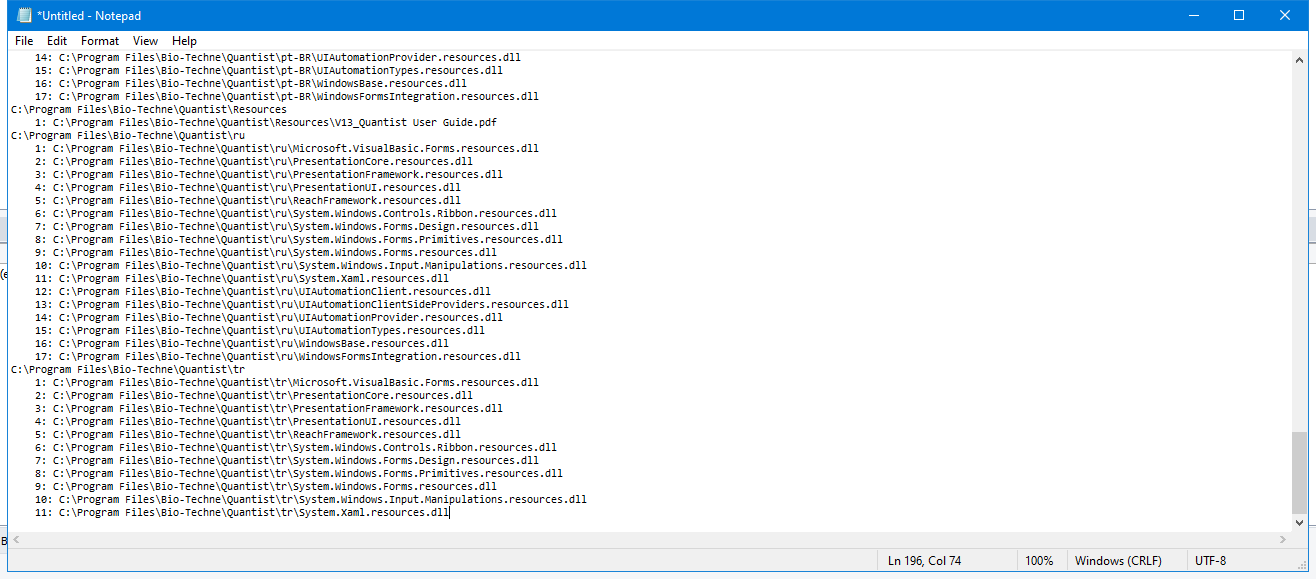 *Untitled - Notepad
File Edit Format View Help
14: C:\Program Files\Bio-Techne\Quantist\pt-BR\UIAutomationProvider.resources.dll
15: C:\Program Files\Bio-Techne\Quantist\pt-BR\UIAutomationTypes.resources.dll
16: C:\Program Files\Bio-Techne\Quantist\pt-BR\WindowsBase.resources.dll
17: C:\Program Files\Bio-Techne\Quantist\pt-BR\WindowsFormsIntegration.resources.dll
C:\Program Files\Bio-Techne\Quantist\Resources
1: C:\Program Files\Bio-Techne\Quantist\Resources\V13_Quantist User Guide.pdf
C:\Program Files\Bio-Techne\Quantist\ru
1: C:\Program Files\Bio-Techne\Quantist\ru\Microsoft.VisualBasic.Forms.resources.dll
2: C:\Program Files\Bio-Techne\Quantist\ru\PresentationCore.resources.dll
3: C:\Program Files\Bio-Techne\Quantist\ru\PresentationFramework.resources.dll
4: C:\Program Files\Bio-Techne\Quantist\ru\PresentationUI.resources.dll
5: C:\Program Files\Bio-Techne\Quantist\ru\ReachFramework.resources.dll
6: C:\Program Files\Bio-Techne\Quantist\ru\System.Windows.Controls.Ribbon.resources.dll
7: C:\Program Files\Bio-Techne\Quantist\ru\System.Windows.Forms.Design.resources.dll
8: C:\Program Files\Bio-Techne\Quantist\ru\System.Windows.Forms.Primitives.resources.dll
9: C:\Program Files\Bio-Techne\Quantist\ru\System.Windows.Forms.resources.dll
10: C:\Program Files\Bio-Techne\Quantist\ru\System.Windows.Input.Manipulations.resources.dll
11: C:\Program Files\Bio-Techne\Quantist\ru\System.Xaml.resources.dll
12: C:\Program Files\Bio-Techne\Quantist\ru\UIAutomationClient.resources.dll
13: C:\Program Files\Bio-Techne\Quantist\ru\UIAutomationClientSideProviders.resources.dll
14: C:\Program Files\Bio-Techne\Quantist\ru\UIAutomationProvider.resources.dll
15: C:\Program Files\Bio-Techne\Quantist\ru\UIAutomationTypes.resources.dll
16: C:\Program Files\Bio-Techne\Quantist\ru\WindowsBase.resources.dll
17: C:\Program Files\Bio-Techne\Quantist\ru\WindowsFormsIntegration.resources.dll
C:\Program Files\Bio-Techne\Quantist\tr
1: C:\Program Files\Bio-Techne\Quantist\tr\Microsoft.VisualBasic.Forms.resources.dll
2: C:\Program Files\Bio-Techne\Quantist\tr\PresentationCore.resources.dll
3: C:\Program Files\Bio-Techne\Quantist\tr\PresentationFramework.resources.dll
4: C:\Program Files\Bio-Techne\Quantist\tr\PresentationUI.resources.dll
5: C:\Program Files\Bio-Techne\Quantist\tr\ReachFramework.resources.dll
6: C:\Program Files\Bio-Techne\Quantist\tr\System.Windows.Controls.Ribbon.resources.dll
7: C:\Program Files\Bio-Techne\Quantist\tr\System.Windows.Forms.Design.resources.dll
8: C:\Program Files\Bio-Techne\Quantist\tr\System.Windows.Forms.Primitives.resources.dll
9: C:\Program Files\Bio-Techne\Quantist\tr\System.Windows.Forms.resources.dll
10: C:\Program Files\Bio-Techne\Quantist\tr\System.Windows.Input.Manipulations.resources.dll
11: C:\Program Files\Bio-Techne\Quantist\tr\System.Xaml.resources.dll
Ln 196, Col 74 100% Windows (CRLF) UTF-8